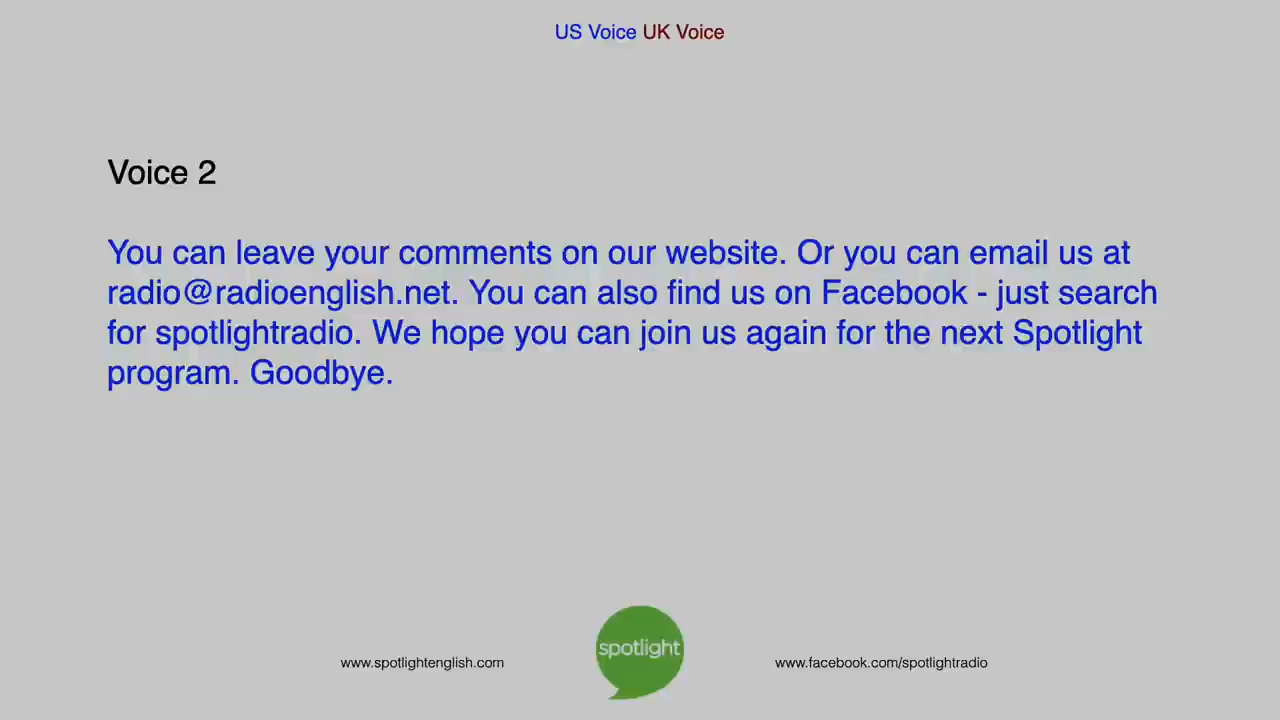 US Voice UK Voice
Voice 2
You can leave your comments on our website. Or you can email us at
radio@radioenglish.net. You can also find us on Facebook - just search
for spotlightradio. We hope you can join us again for the next Spotlight
program. Goodbye.
www.spotlightenglish.com
spotlight
www.facebook.com/spotlightradio